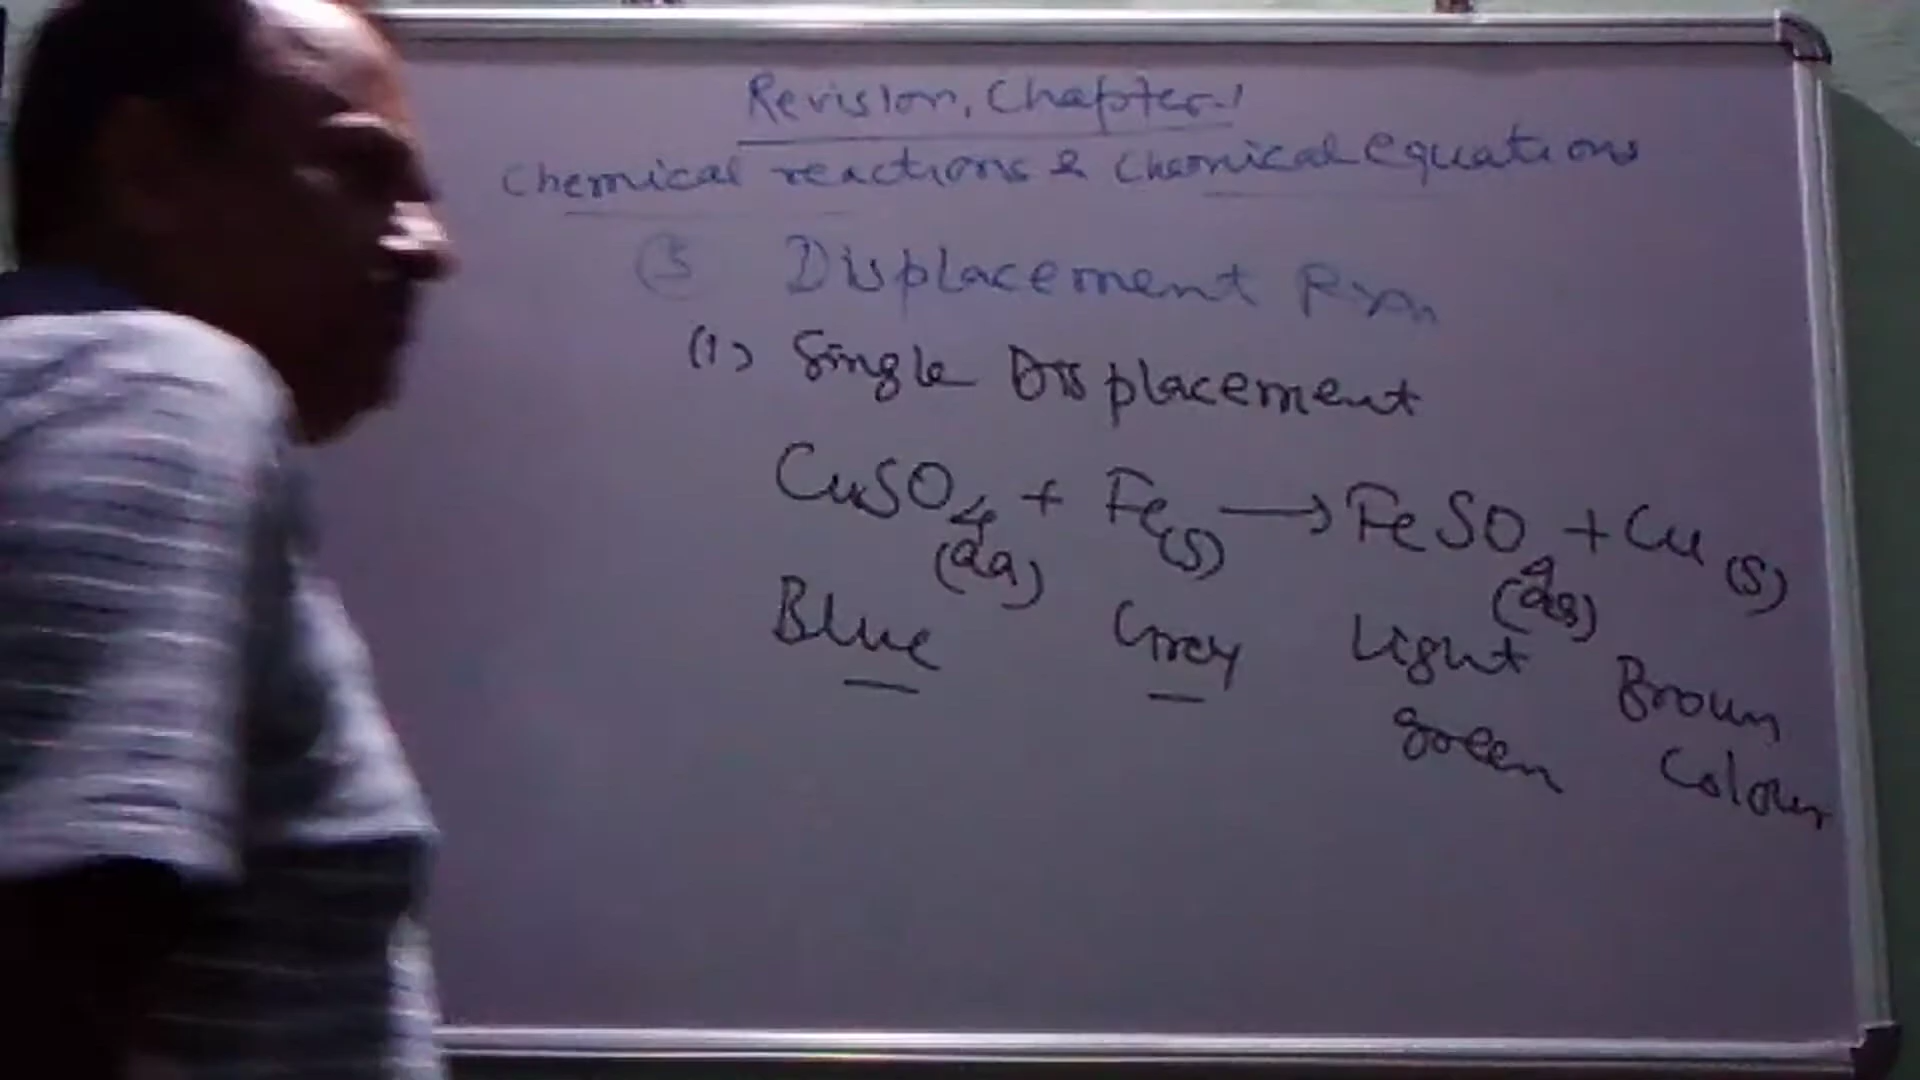 Revision, Chapter-1
Chemical reactions & Chemical equations
③ Displacement Rxn
(1) Single Displacement
CuSO₄ (aq) + Fe (s) → FeSO₄ (aq) + Cu (s)
Blue Grey Light green Brown Colour